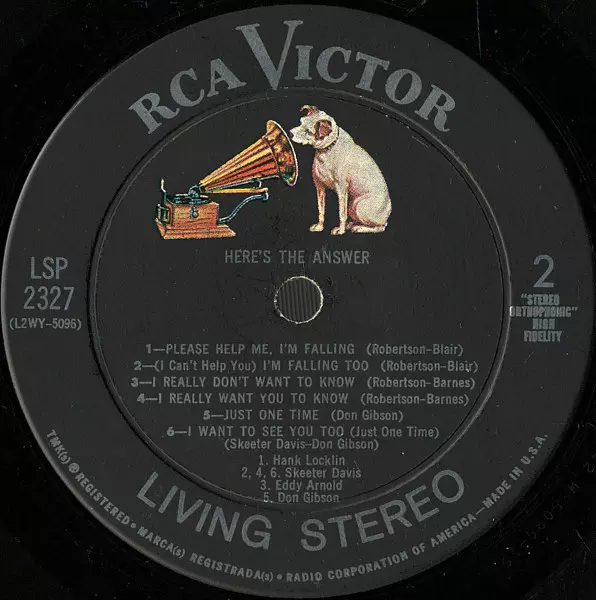 RCA VICTOR
HERE'S THE ANSWER
LSP
2327
(L2WY-5096)
2
"STEREO
ORTHOPHONIC"
HIGH
FIDELITY
1—PLEASE HELP ME, I'M FALLING (Robertson-Blair)
2—(I Can't Help You) I'M FALLING TOO (Robertson-Blair)
3—I REALLY DON'T WANT TO KNOW (Robertson-Barnes)
4—I REALLY WANT YOU TO KNOW (Robertson-Barnes)
5—JUST ONE TIME (Don Gibson)
6—I WANT TO SEE YOU TOO (Just One Time)
(Skeeter Davis-Don Gibson)
1. Hank Locklin
2, 4, 6. Skeeter Davis
3. Eddy Arnold
5. Don Gibson
LIVING STEREO
TMK(s) ® REGISTERED • MARCA(s) REGISTRADA(s) • RADIO CORPORATION OF AMERICA—MADE IN U.S.A.